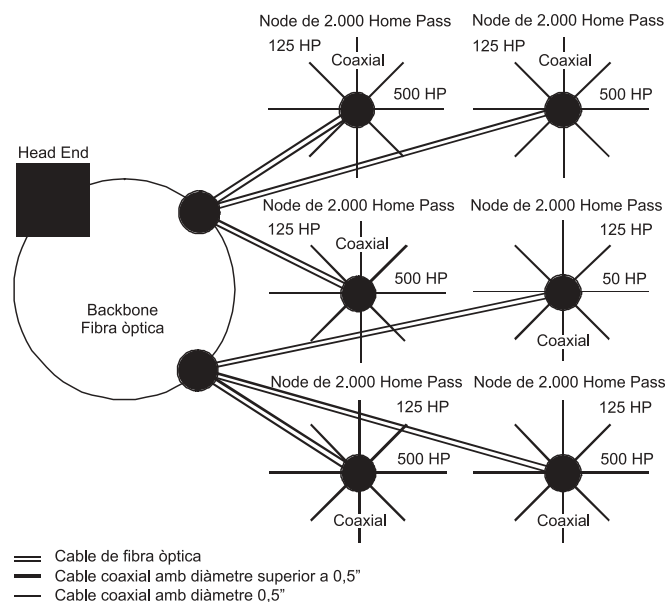 Node de 2.000 Home Pass
125 HP
Coaxial
500 HP
Node de 2.000 Home Pass
125 HP
Coaxial
500 HP
Head End
Node de 2.000 Home Pass
125 HP
Coaxial
500 HP
Node de 2.000 Home Pass
125 HP
50 HP
Coaxial
Backbone
Fibra òptica
Node de 2.000 Home Pass
125 HP
500 HP
Coaxial
Node de 2.000 Home Pass
125 HP
500 HP
Coaxial
Cable de fibra òptica
Cable coaxial amb diàmetre superior a 0,5”
Cable coaxial amb diàmetre 0,5”